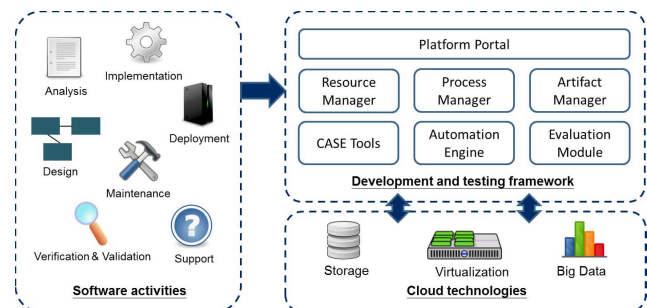 Analysis
Implementation
Deployment
Design
Maintenance
Verification & Validation
Support
Software activities
Platform Portal
Resource
Manager
Process
Manager
Artifact
Manager
CASE Tools
Automation
Engine
Evaluation
Module
Development and testing framework
Storage
Virtualization
Big Data
Cloud technologies